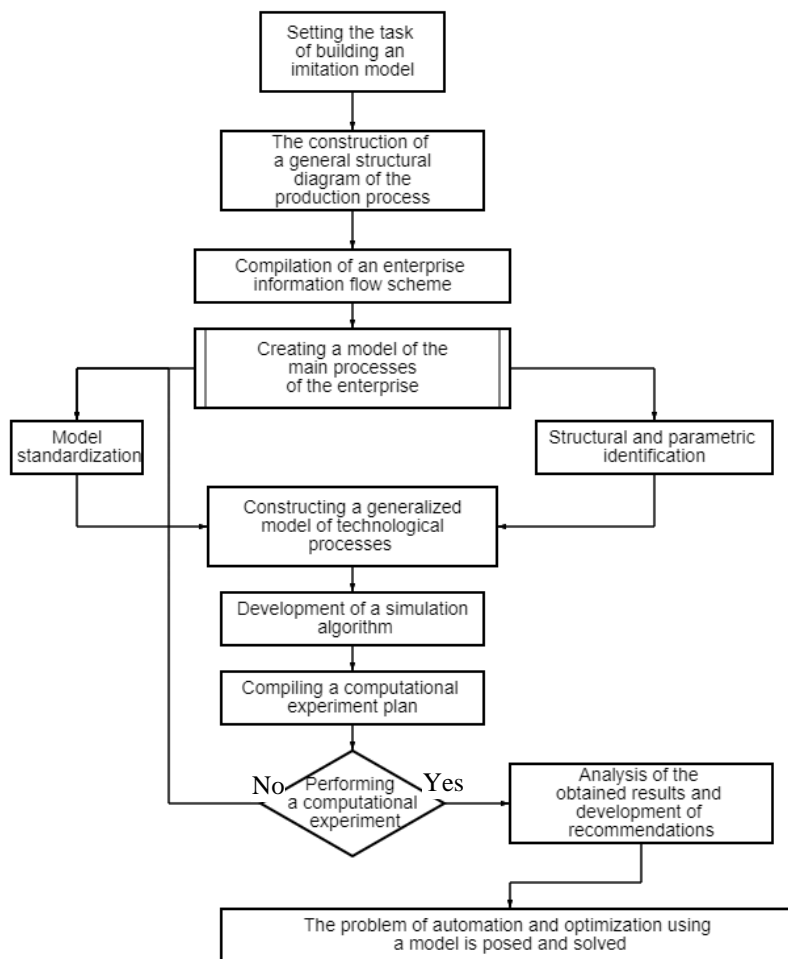 Setting the task
of building an
imitation model
The construction of
a general structural
diagram of the
production process
Compilation of an enterprise
information flow scheme
Creating a model of the
main processes
of the enterprise
Model
standardization
Structural and parametric
identification
Constructing a generalized
model of technological
processes
Development of a simulation
algorithm
Compiling a computational
experiment plan
No
Performing
a computational
experiment
Yes
Analysis of the
obtained results and
development of
recommendations
The problem of automation and optimization using
a model is posed and solved